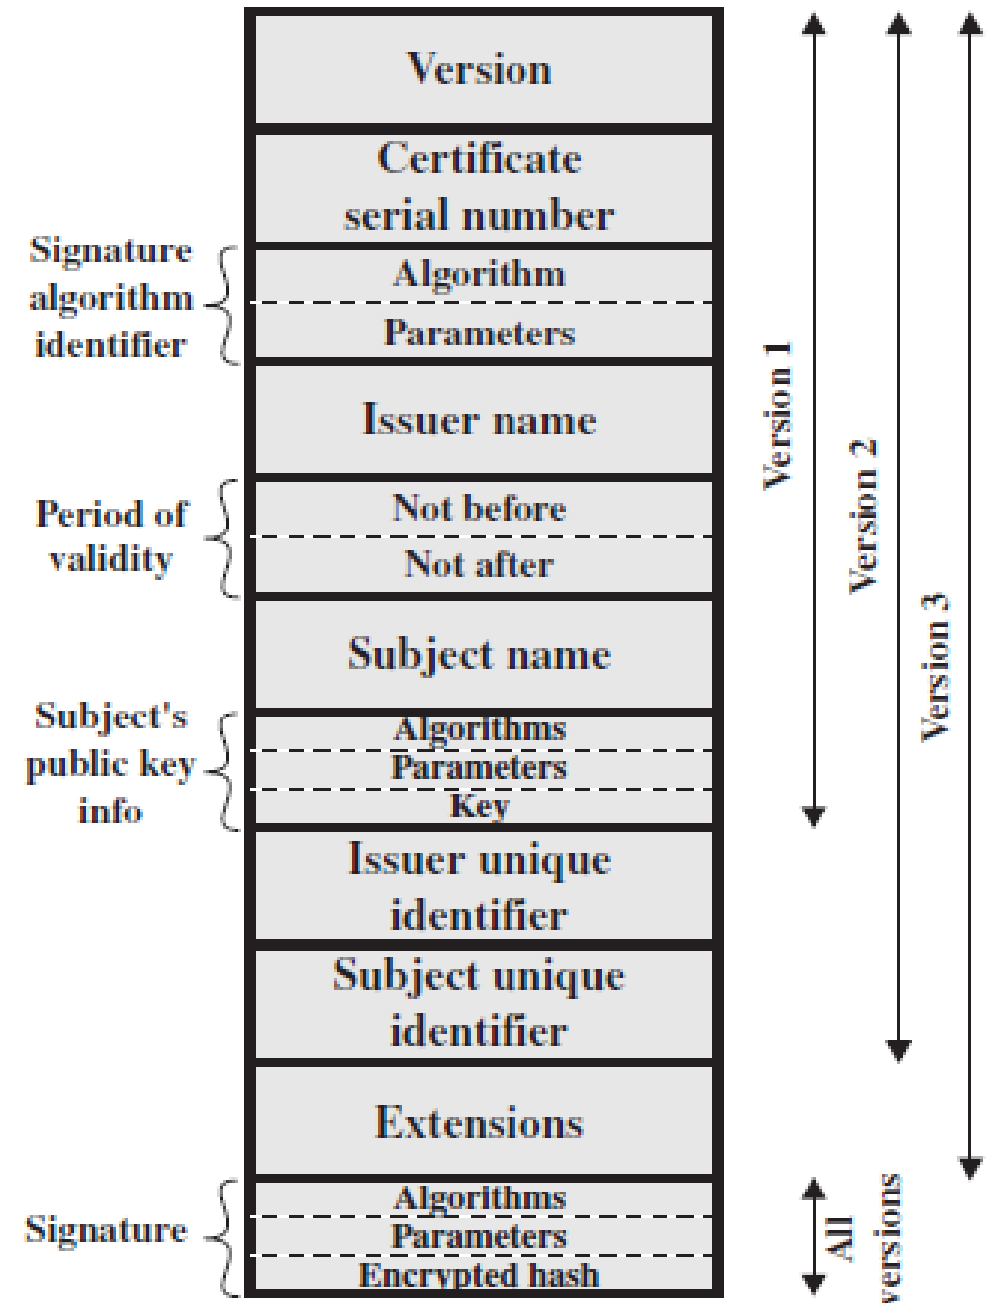 Version
Certificate
serial number
Signature
algorithm
identifier
Algorithm
Parameters
Issuer name
Period of
validity
Not before
Not after
Subject name
Subject's
public key
info
Algorithms
Parameters
Key
Issuer unique
identifier
Subject unique
identifier
Extensions
Signature
Algorithms
Parameters
Encrypted hash
Version 1
Version 2
Version 3
All
versions